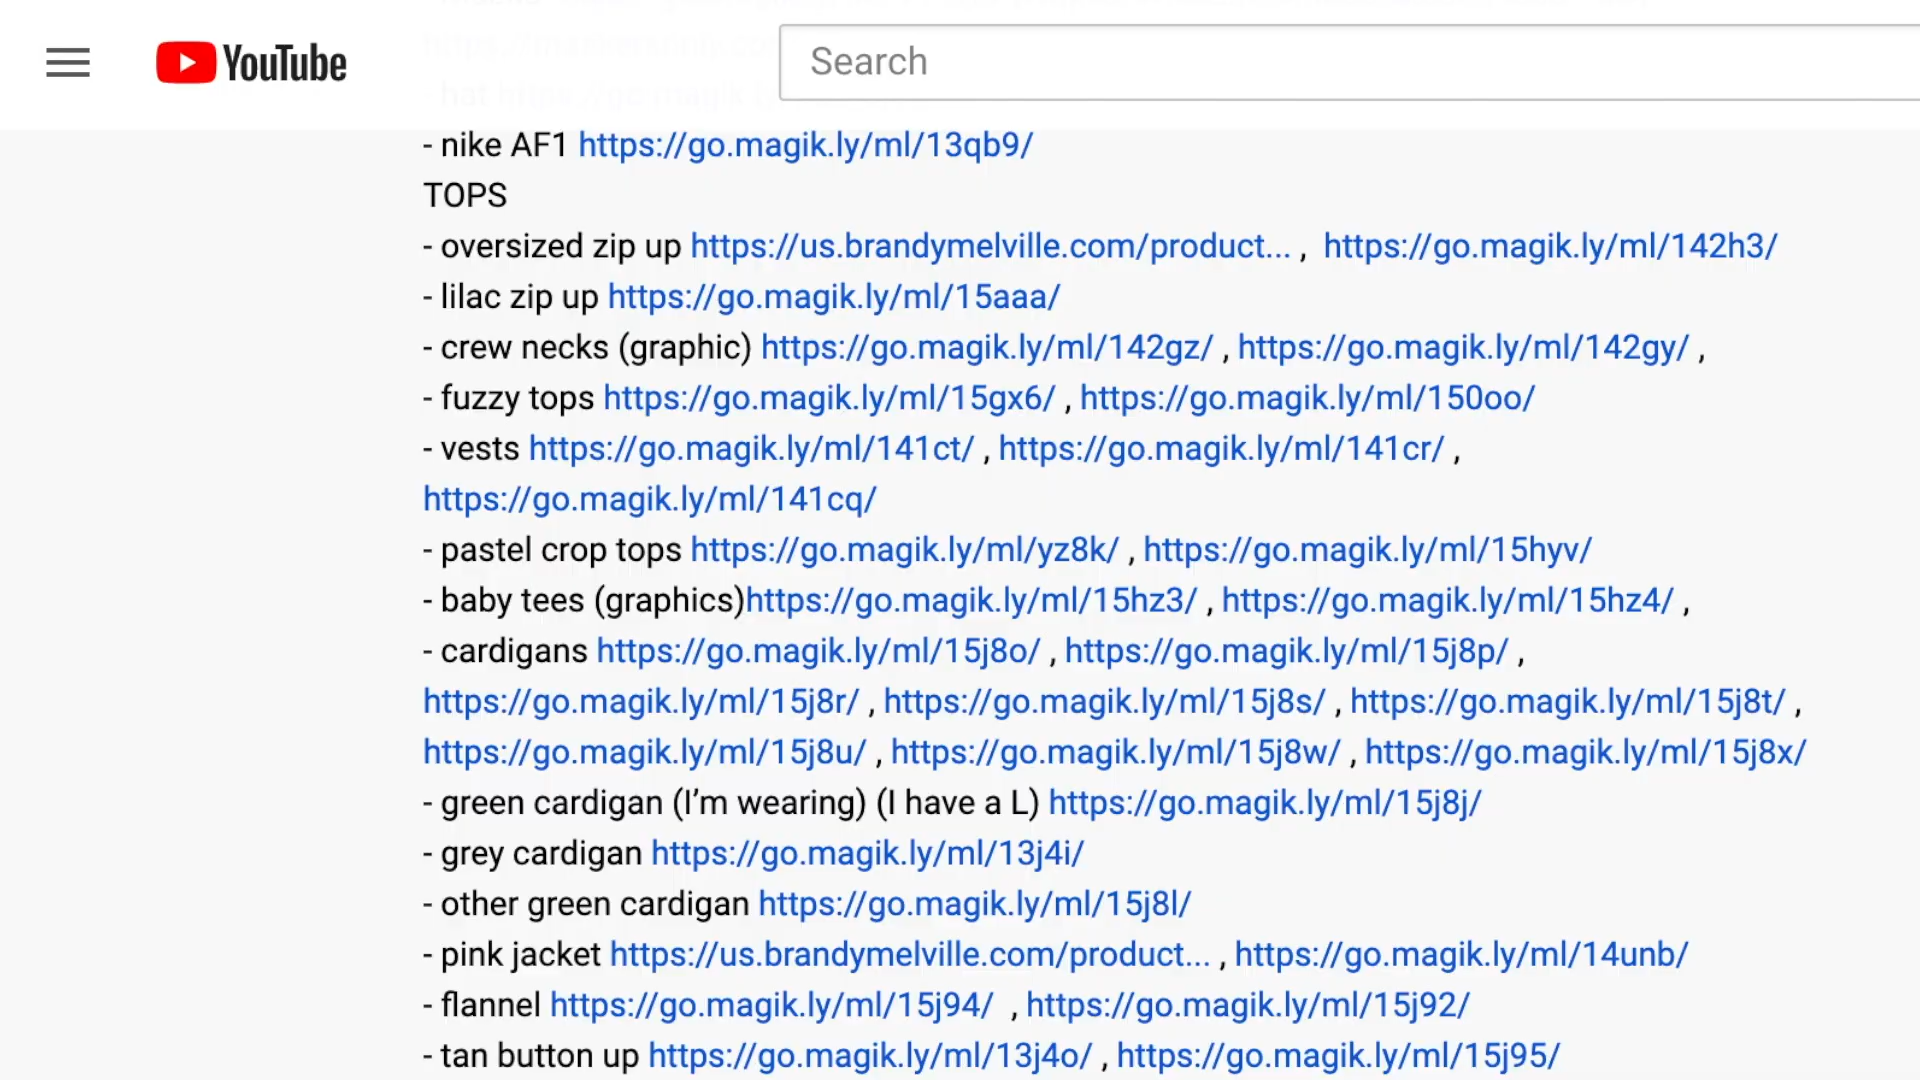 YouTube
Search
- nike AF1 https://go.magik.ly/ml/13qb9/
TOPS
- oversized zip up https://us.brandymelville.com/product... , https://go.magik.ly/ml/142h3/
- lilac zip up https://go.magik.ly/ml/15aaa/
- crew necks (graphic) https://go.magik.ly/ml/142gz/ , https://go.magik.ly/ml/142gy/ ,
- fuzzy tops https://go.magik.ly/ml/15gx6/ , https://go.magik.ly/ml/150oo/
- vests https://go.magik.ly/ml/141ct/ , https://go.magik.ly/ml/141cr/ ,
https://go.magik.ly/ml/141cq/
- pastel crop tops https://go.magik.ly/ml/yz8k/ , https://go.magik.ly/ml/15hyv/
- baby tees (graphics)https://go.magik.ly/ml/15hz3/ , https://go.magik.ly/ml/15hz4/ ,
- cardigans https://go.magik.ly/ml/15j8o/ , https://go.magik.ly/ml/15j8p/ ,
https://go.magik.ly/ml/15j8r/ , https://go.magik.ly/ml/15j8s/ , https://go.magik.ly/ml/15j8t/ ,
https://go.magik.ly/ml/15j8u/ , https://go.magik.ly/ml/15j8w/ , https://go.magik.ly/ml/15j8x/
- green cardigan (I’m wearing) (I have a L) https://go.magik.ly/ml/15j8j/
- grey cardigan https://go.magik.ly/ml/13j4i/
- other green cardigan https://go.magik.ly/ml/15j8l/
- pink jacket https://us.brandymelville.com/product... , https://go.magik.ly/ml/14unb/
- flannel https://go.magik.ly/ml/15j94/ , https://go.magik.ly/ml/15j92/
- tan button up https://go.magik.ly/ml/13j4o/ , https://go.magik.ly/ml/15j95/